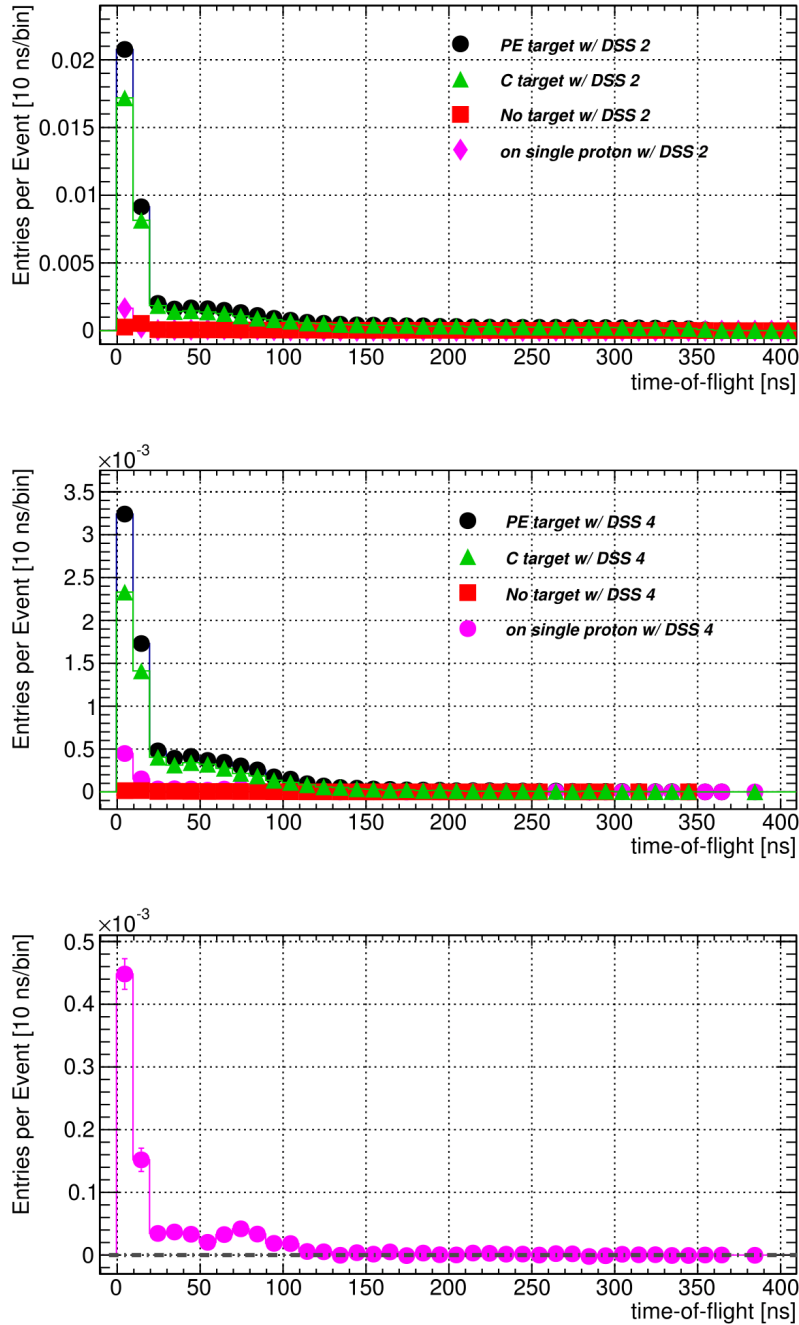 Entries per Event [10 ns/bin]
0.02
0.015
0.01
0.005
0
PE target w/ DSS 2
C target w/ DSS 2
No target w/ DSS 2
on single proton w/ DSS 2
0 50 100 150 200 250 300 350 400
time-of-flight [ns]
×10⁻³
Entries per Event [10 ns/bin]
3.5
3
2.5
2
1.5
1
0.5
0
PE target w/ DSS 4
C target w/ DSS 4
No target w/ DSS 4
on single proton w/ DSS 4
0 50 100 150 200 250 300 350 400
time-of-flight [ns]
×10⁻³
Entries per Event [10 ns/bin]
0.5
0.4
0.3
0.2
0.1
0
0 50 100 150 200 250 300 350 400
time-of-flight [ns]